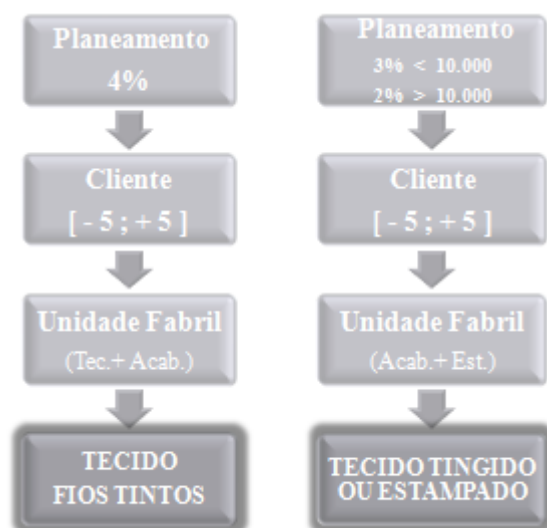 Planeamento
4%
Cliente
[ - 5 ; + 5 ]
Unidade Fabril
(Tec.+ Acab.)
TECIDO
FIOS TINTOS
Planeamento
3% < 10.000
2% > 10.000
Cliente
[ - 5 ; + 5 ]
Unidade Fabril
(Acab.+ Est.)
TECIDO TINGIDO
OU ESTAMPADO